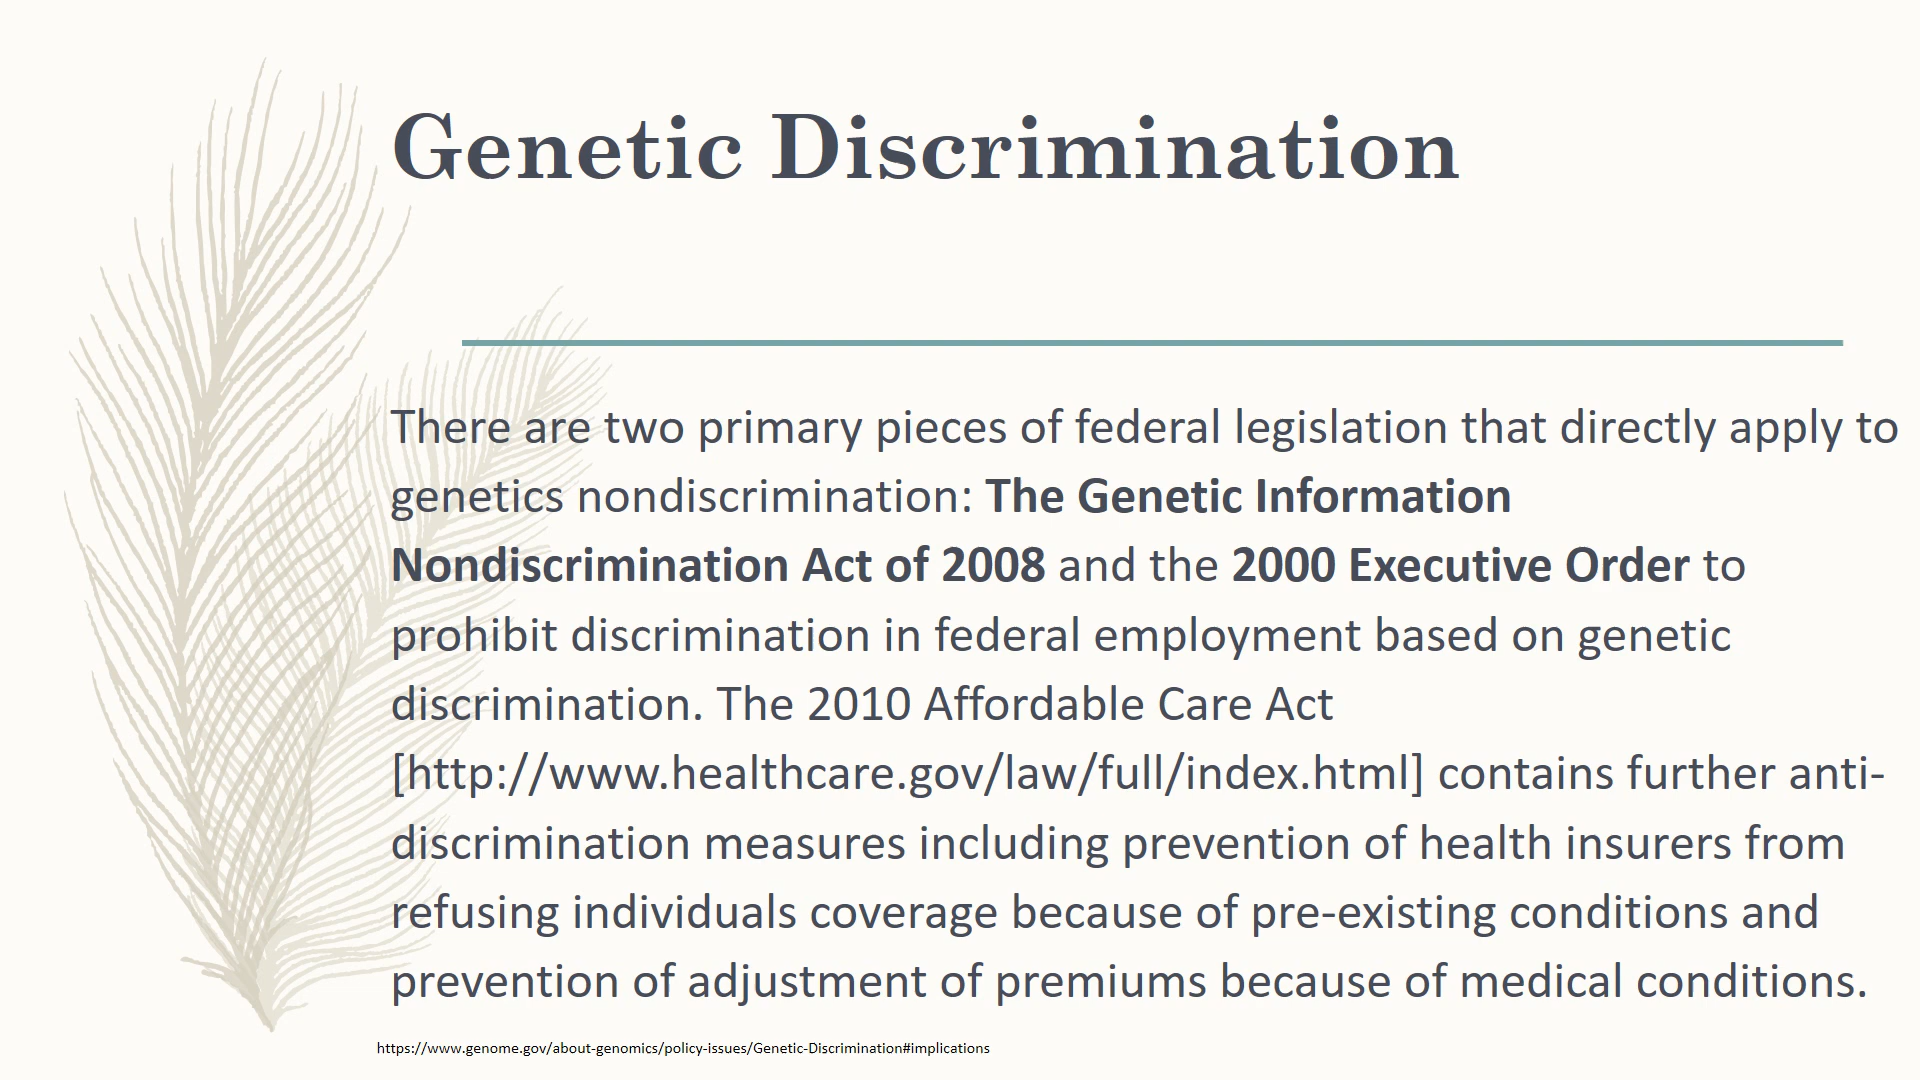 Genetic Discrimination
There are two primary pieces of federal legislation that directly apply to
genetics nondiscrimination: The Genetic Information
Nondiscrimination Act of 2008 and the 2000 Executive Order to
prohibit discrimination in federal employment based on genetic
discrimination. The 2010 Affordable Care Act
[http://www.healthcare.gov/law/full/index.html] contains further anti-
discrimination measures including prevention of health insurers from
refusing individuals coverage because of pre-existing conditions and
prevention of adjustment of premiums because of medical conditions.
https://www.genome.gov/about-genomics/policy-issues/Genetic-Discrimination#implications